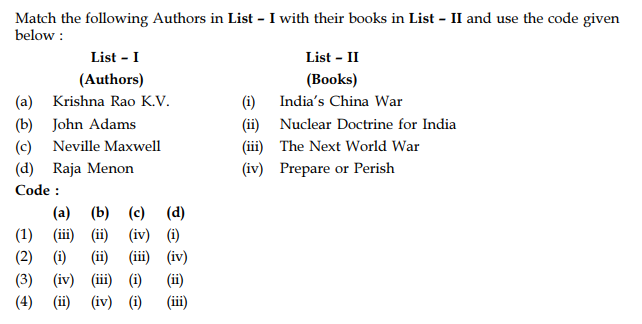 Match the following Authors in List – I with their books in List – II and use the code given
below :
List – I List – II
(Authors) (Books)
(a) Krishna Rao K.V. (i) India's China War
(b) John Adams (ii) Nuclear Doctrine for India
(c) Neville Maxwell (iii) The Next World War
(d) Raja Menon (iv) Prepare or Perish
Code :
(a) (b) (c) (d)
(1) (iii) (ii) (iv) (i)
(2) (i) (ii) (iii) (iv)
(3) (iv) (iii) (i) (ii)
(4) (ii) (iv) (i) (iii)